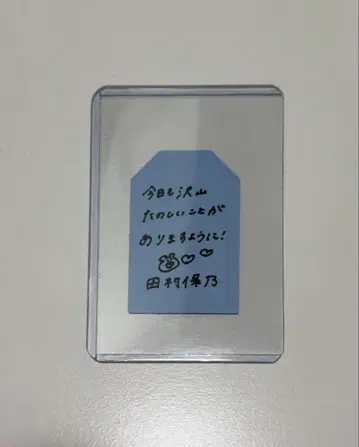 今日も沢山
たのしいことが
ありますように!
田村保乃